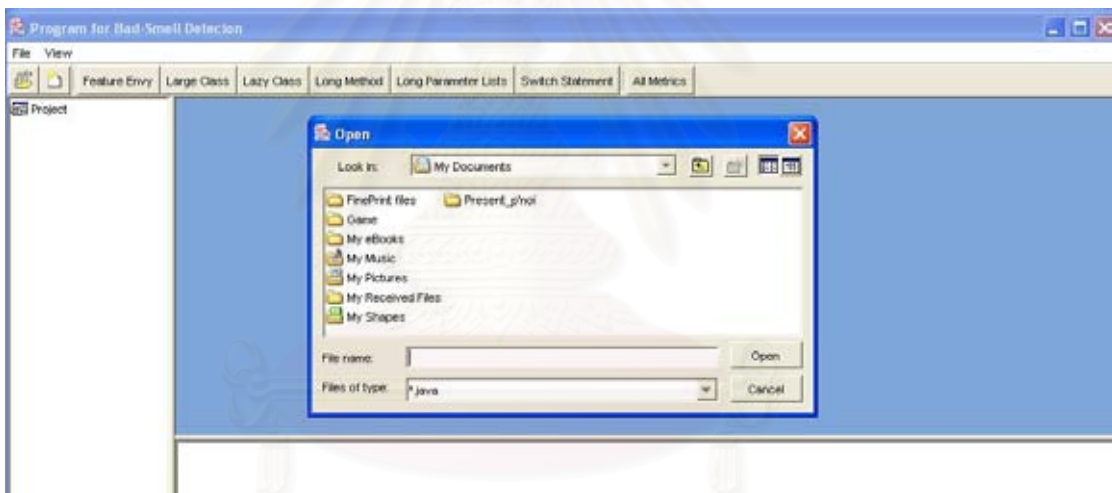 Program for Bad-Smell Detecion
File View
Feature Envy Large Class Lazy Class Long Method Long Parameter Lists Switch Statement All Metrics
Project
Open
Look in: My Documents
FinePrint files Present_p'noi
Game
My eBooks
My Music
My Pictures
My Received Files
My Shapes
File name: Open
Files of type: *.java Cancel